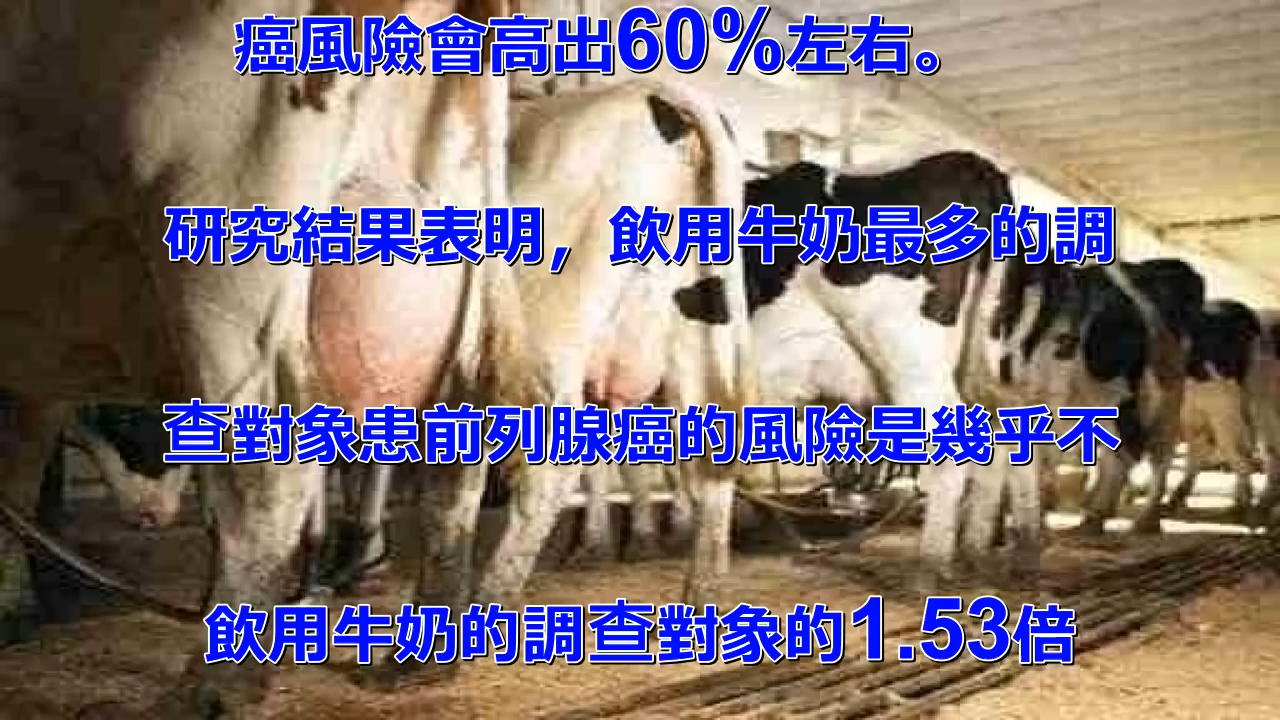 癌風險會高出60%左右。
研究結果表明，飲用牛奶最多的調
查對象患前列腺癌的風險是幾乎不
飲用牛奶的調查對象的1.53倍